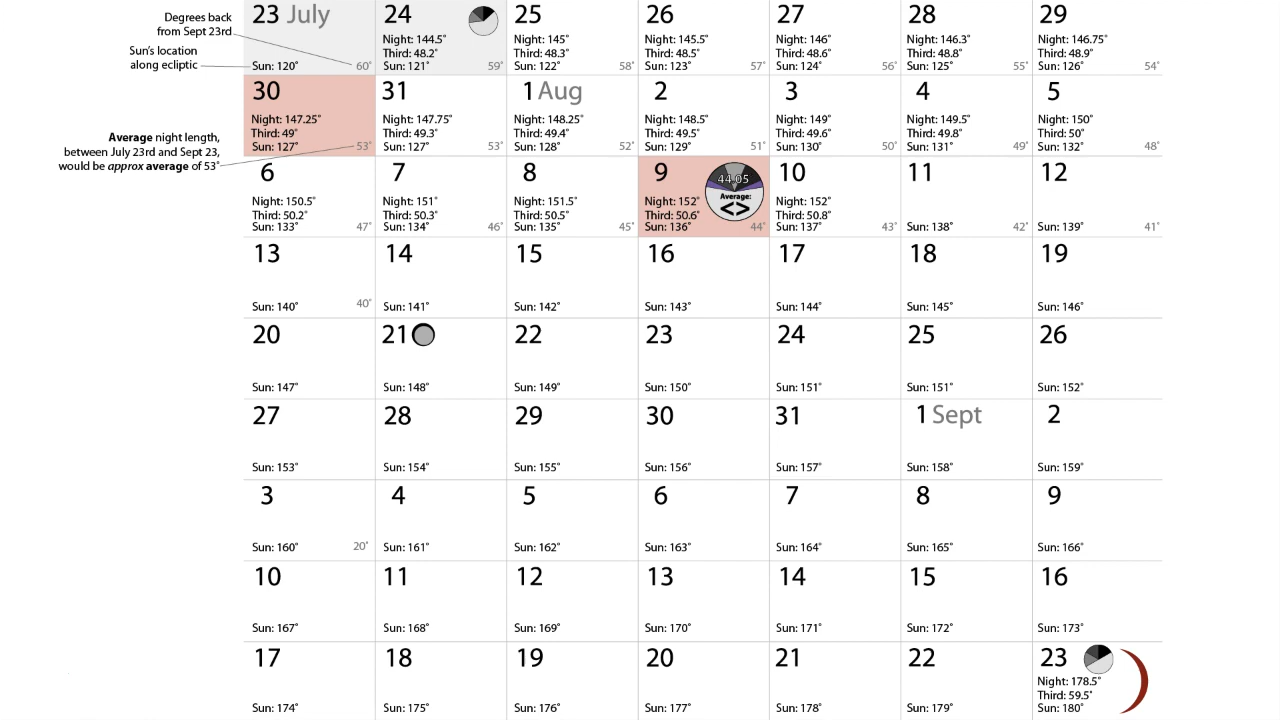 Degrees back
from Sept 23rd
Sun's location
along ecliptic
23 July
Sun: 120° 60°
24
Night: 144.5°
Third: 48.2°
Sun: 121° 59°
25
Night: 145°
Third: 48.3°
Sun: 122° 58°
26
Night: 145.5°
Third: 48.5°
Sun: 123° 57°
27
Night: 146°
Third: 48.6°
Sun: 124° 56°
28
Night: 146.3°
Third: 48.8°
Sun: 125° 55°
29
Night: 146.75°
Third: 48.9°
Sun: 126° 54°
Average night length,
between July 23rd and Sept 23,
would be approx average of 53°
30
Night: 147.25°
Third: 49°
Sun: 127° 53°
31
Night: 147.75°
Third: 49.3°
Sun: 127° 53°
1 Aug
Night: 148.25°
Third: 49.4°
Sun: 128° 52°
2
Night: 148.5°
Third: 49.5°
Sun: 129° 51°
3
Night: 149°
Third: 49.6°
Sun: 130° 50°
4
Night: 149.5°
Third: 49.8°
Sun: 131° 49°
5
Night: 150°
Third: 50°
Sun: 132° 48°
6
Night: 150.5°
Third: 50.2°
Sun: 133° 47°
7
Night: 151°
Third: 50.3°
Sun: 134° 46°
8
Night: 151.5°
Third: 50.5°
Sun: 135° 45°
9
44.05
Average:
<>
Night: 152°
Third: 50.6°
Sun: 136° 44°
10
Night: 152°
Third: 50.8°
Sun: 137° 43°
11
Sun: 138° 42°
12
Sun: 139° 41°
13
Sun: 140° 40°
14
Sun: 141°
15
Sun: 142°
16
Sun: 143°
17
Sun: 144°
18
Sun: 145°
19
Sun: 146°
20
Sun: 147°
21
Sun: 148°
22
Sun: 149°
23
Sun: 150°
24
Sun: 151°
25
Sun: 151°
26
Sun: 152°
27
Sun: 153°
28
Sun: 154°
29
Sun: 155°
30
Sun: 156°
31
Sun: 157°
1 Sept
Sun: 158°
2
Sun: 159°
3
Sun: 160° 20°
4
Sun: 161°
5
Sun: 162°
6
Sun: 163°
7
Sun: 164°
8
Sun: 165°
9
Sun: 166°
10
Sun: 167°
11
Sun: 168°
12
Sun: 169°
13
Sun: 170°
14
Sun: 171°
15
Sun: 172°
16
Sun: 173°
17
Sun: 174°
18
Sun: 175°
19
Sun: 176°
20
Sun: 177°
21
Sun: 178°
22
Sun: 179°
23
Night: 178.5°
Third: 59.5°
Sun: 180°